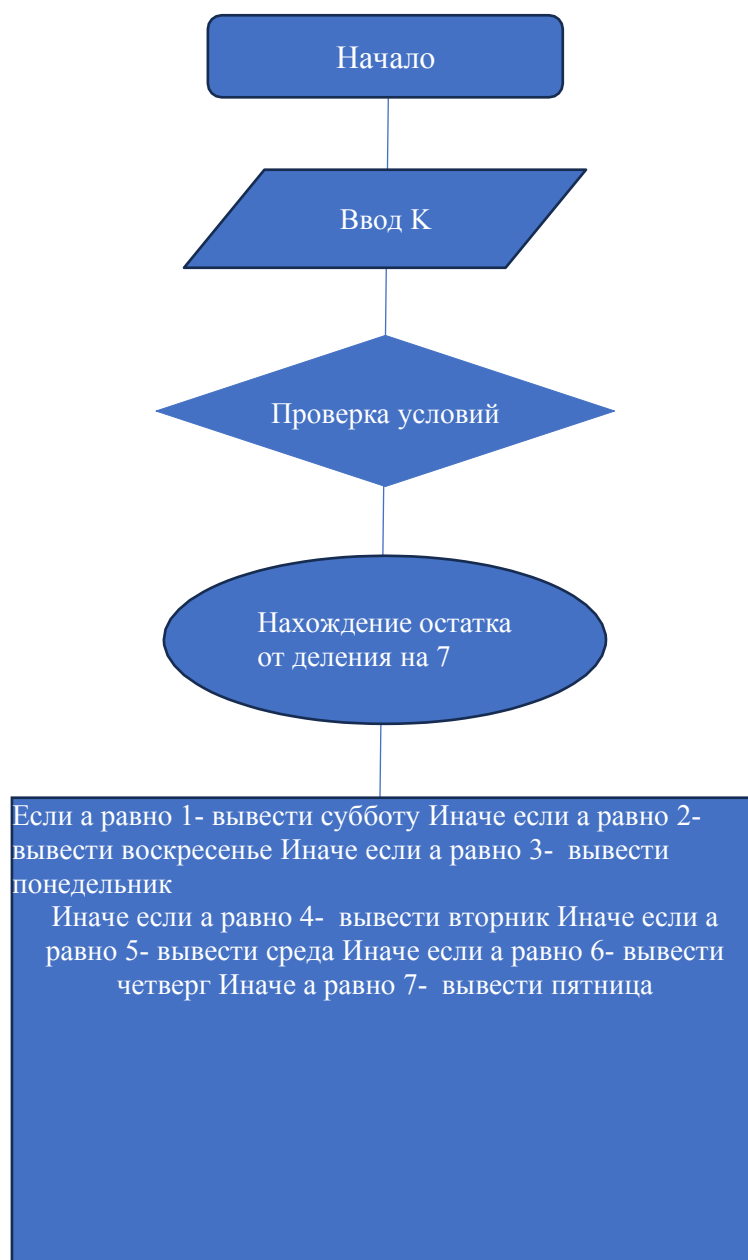 Начало
Ввод K
Проверка условий
Нахождение остатка
от деления на 7
Если а равно 1- вывести субботу Иначе если а равно 2-
вывести воскресенье Иначе если а равно 3- вывести
понедельник
Иначе если а равно 4- вывести вторник Иначе если а
равно 5- вывести среда Иначе если а равно 6- вывести
четверг Иначе а равно 7- вывести пятница